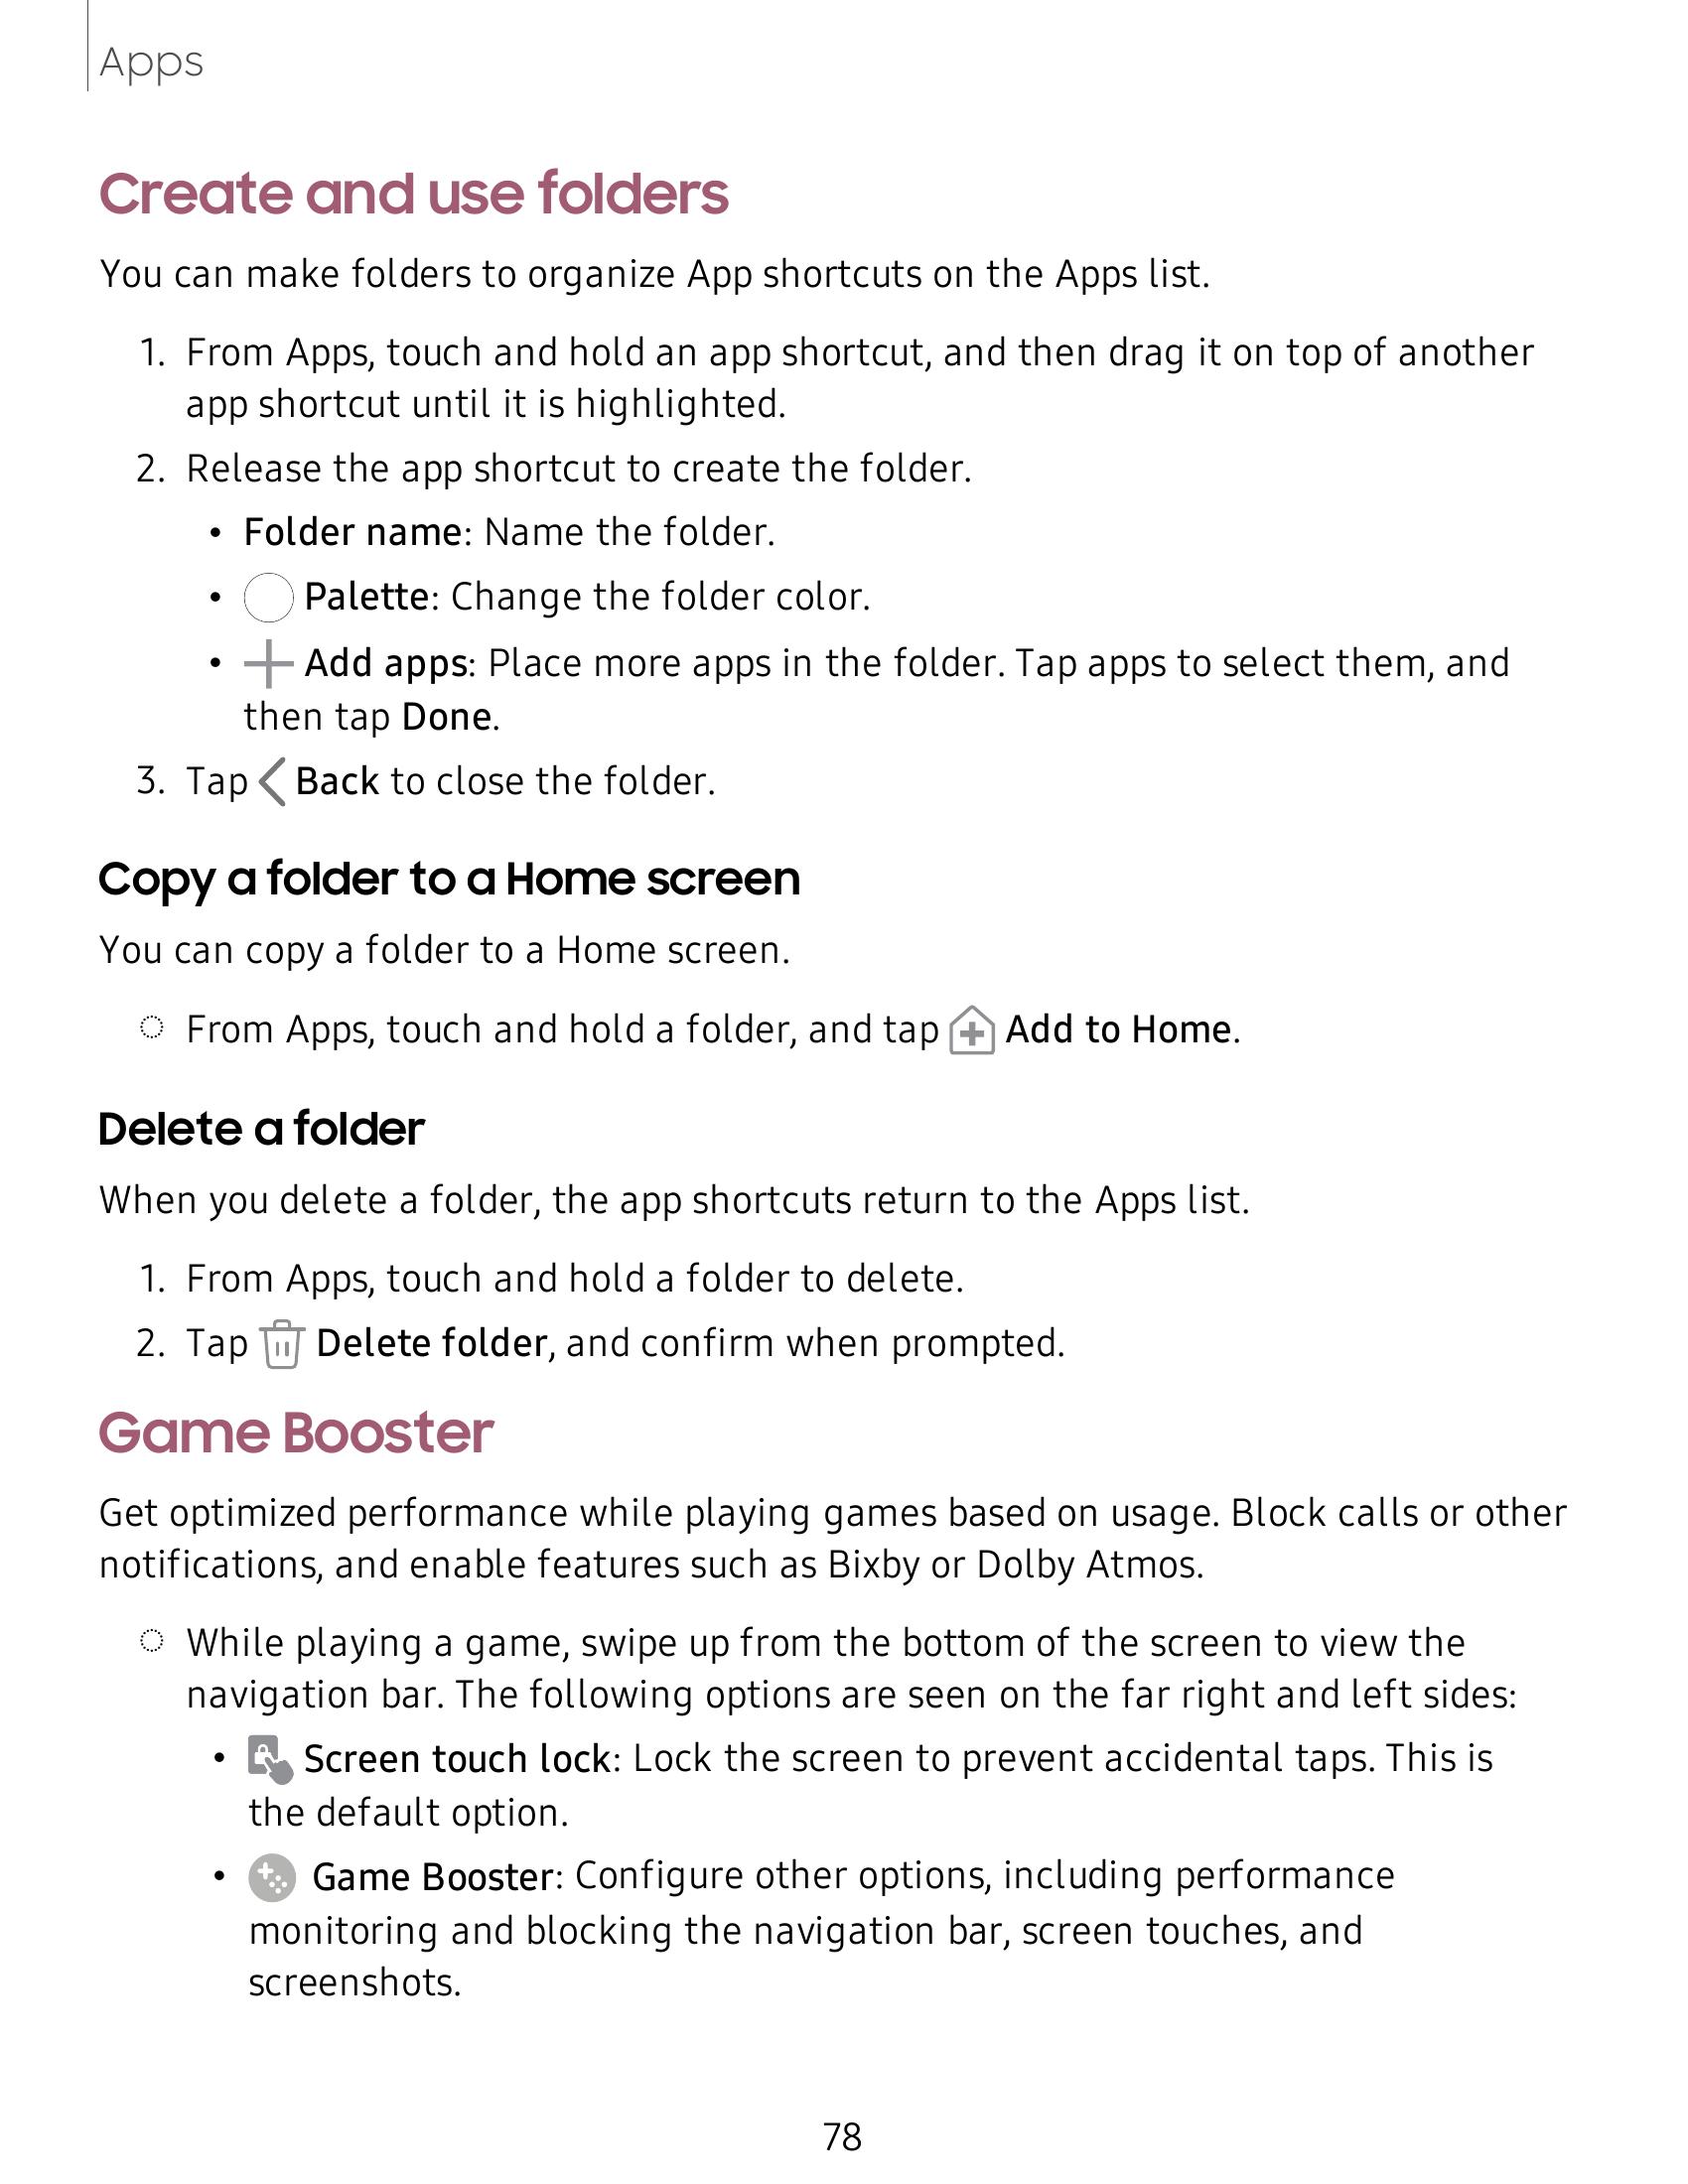 Apps
Create and use folders
You can make folders to organize App shortcuts on the Apps list.
1. From Apps, touch and hold an app shortcut, and then drag it on top of another
app shortcut until it is highlighted.
2. Release the app shortcut to create the folder.
• Folder name: Name the folder.
• Palette: Change the folder color.
• Add apps: Place more apps in the folder. Tap apps to select them, and
then tap Done.
3. Tap Back to close the folder.
Copy a folder to a Home screen
You can copy a folder to a Home screen.
From Apps, touch and hold a folder, and tap Add to Home.
Delete a folder
When you delete a folder, the app shortcuts return to the Apps list.
1. From Apps, touch and hold a folder to delete.
2. Tap Delete folder, and confirm when prompted.
Game Booster
Get optimized performance while playing games based on usage. Block calls or other
notifications, and enable features such as Bixby or Dolby Atmos.
While playing a game, swipe up from the bottom of the screen to view the
navigation bar. The following options are seen on the far right and left sides:
• Screen touch lock: Lock the screen to prevent accidental taps. This is
the default option.
• Game Booster: Configure other options, including performance
monitoring and blocking the navigation bar, screen touches, and
screenshots.
78